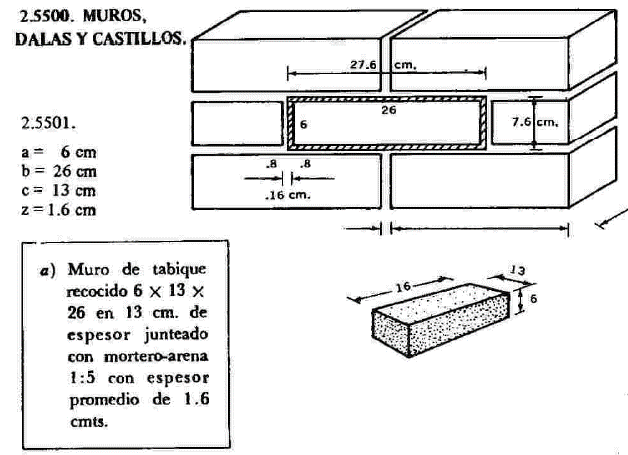 2.5500. MUROS,
DALAS Y CASTILLOS.
27.6 cm.
26
6
7.6 cm,
2.5501.
a = 6 cm
b = 26 cm
c = 13 cm
z = 1.6 cm
.8 .8
.16 cm.
a) Muro de tabique
recocido 6 × 13 ×
26 en 13 cm. de
espesor junteado
con mortero-arena
1:5 con espesor
promedio de 1.6
cmts.
16
13
6